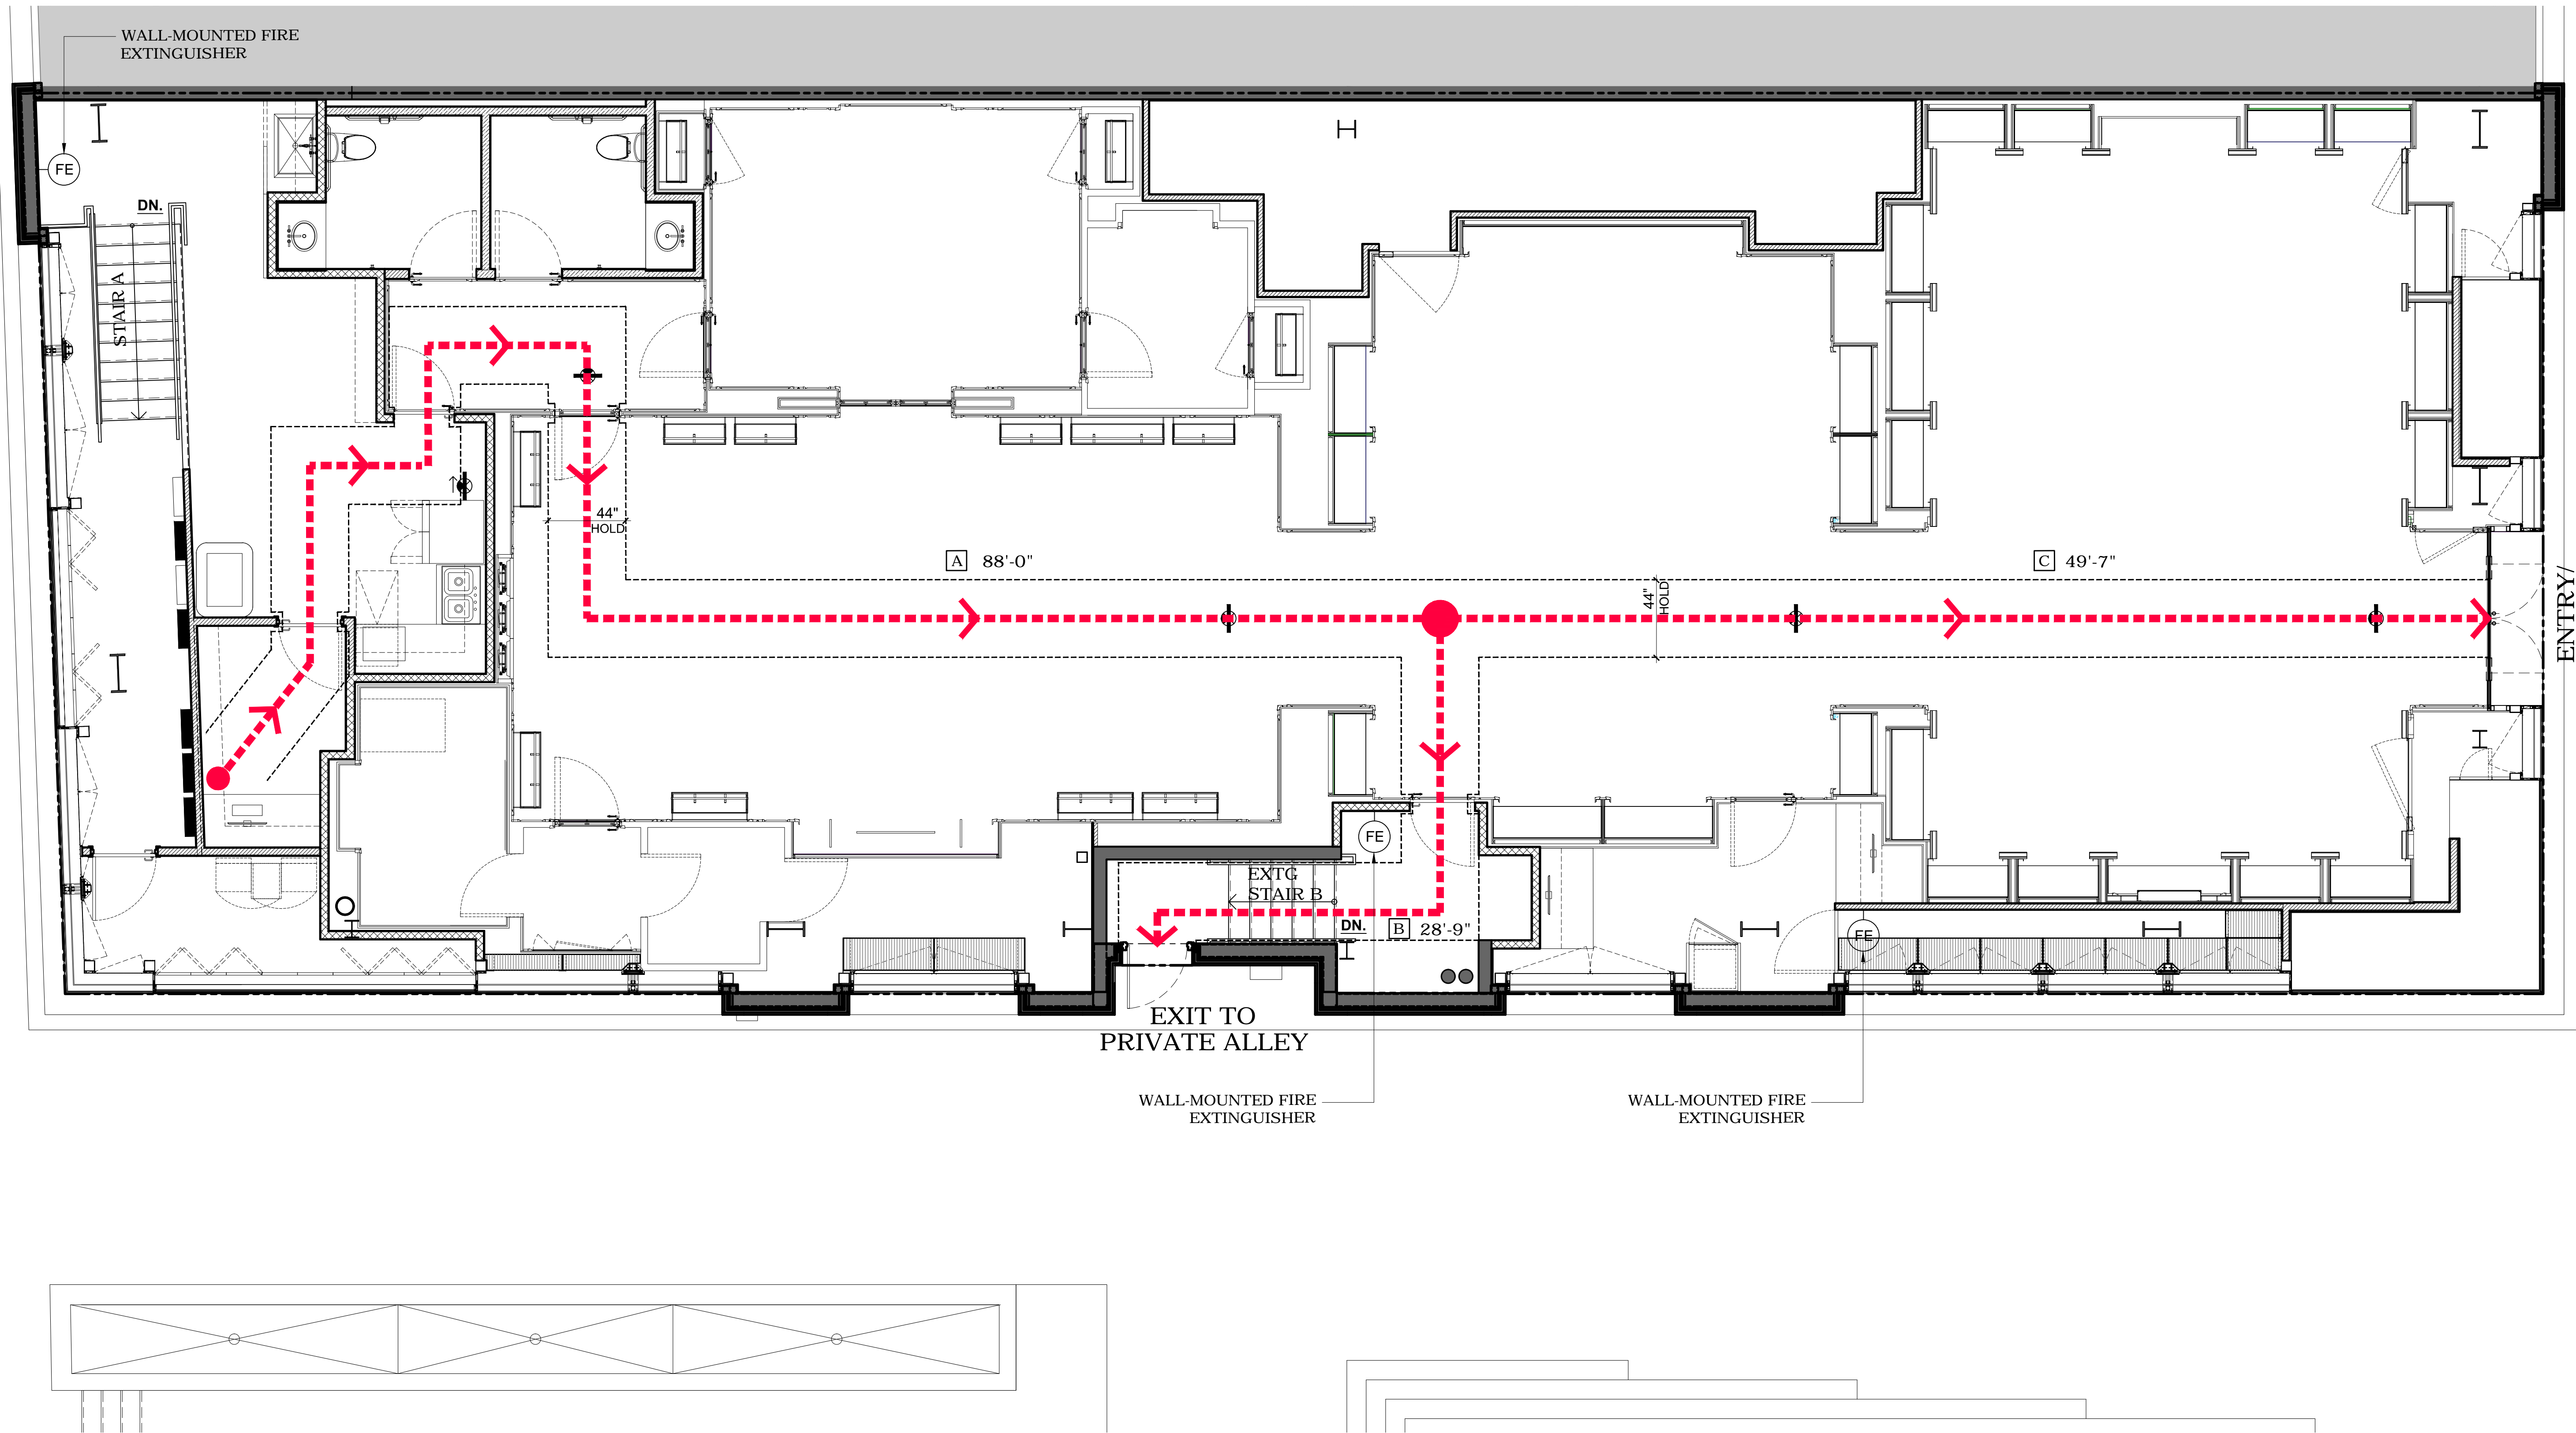 WALL-MOUNTED FIRE
EXTINGUISHER
FE
DN.
STAIR A
H
44"
HOLD
A 88'-0"
C 49'-7"
44"
HOLD
ENTRY/
FE
EXTG
STAIR B
DN.
B 28'-9"
FE
EXIT TO
PRIVATE ALLEY
WALL-MOUNTED FIRE
EXTINGUISHER
WALL-MOUNTED FIRE
EXTINGUISHER